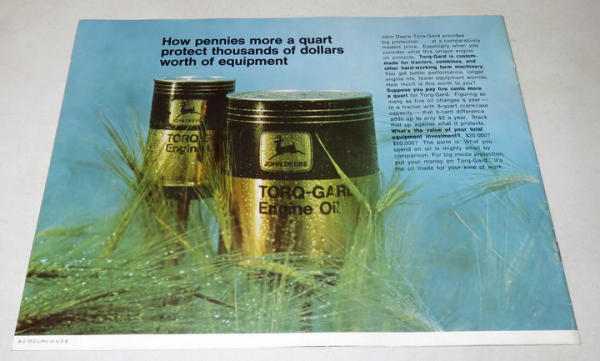 How pennies more a quart
protect thousands of dollars
worth of equipment
John Deere Torq-Gard provides
big protection . . . at a comparatively
modest price. Especially when you
consider what this unique engine
oil protects. Torq-Gard is custom-
made for tractors, combines, and
other hard-working farm machinery.
You get better performance, longer
engine life, fewer equipment worries.
How much is this worth to you?
Suppose you pay five cents more
a quart for Torq-Gard. Figuring as
many as five oil changes a year—
in a tractor with 8-quart crankcase
capacity— that 5-cent difference
adds up to only $2 a year. Stack
that up against what it protects.
What's the value of your total
equipment investment? $20,000?
$50,000? The point is: What you
spend on oil is mighty small by
comparison. For big inside protection,
put your money on Torq-Gard. It's
the oil made for your kind of work.
JOHN DEERE
TORQ-G
Engine
JOHN DEERE
TORQ-GARD
Engine Oil
Litho in U.S.A.